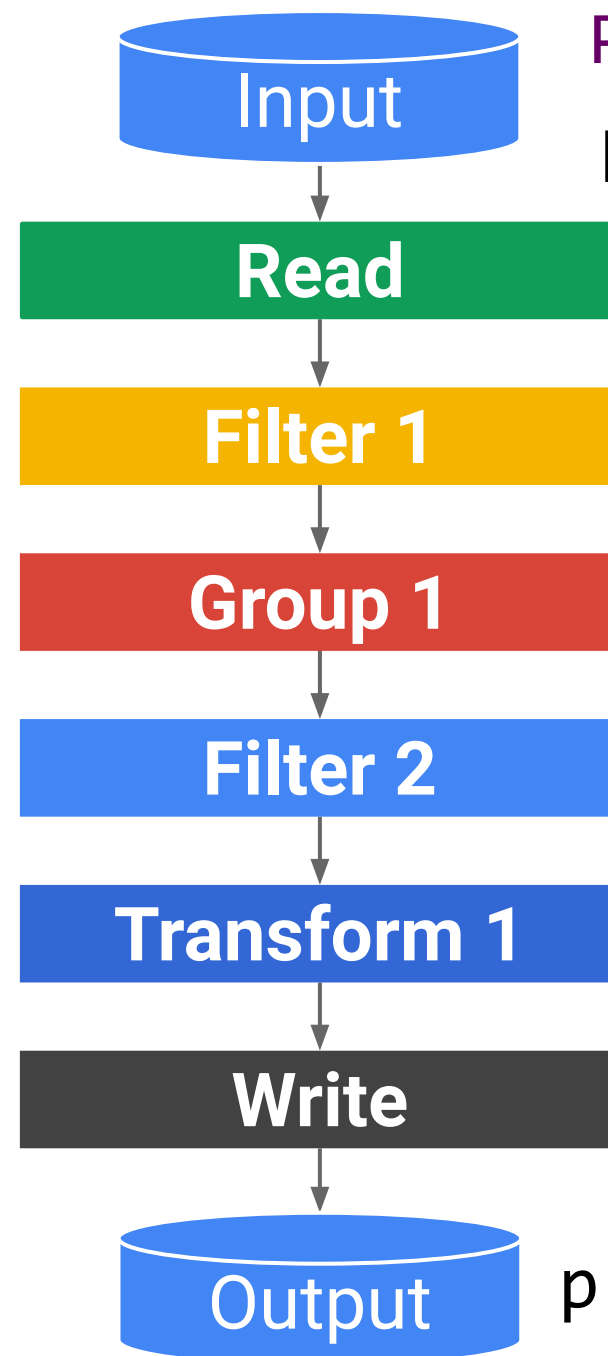 Input
Read
Filter 1
Group 1
Filter 2
Transform 1
Write
Output
p